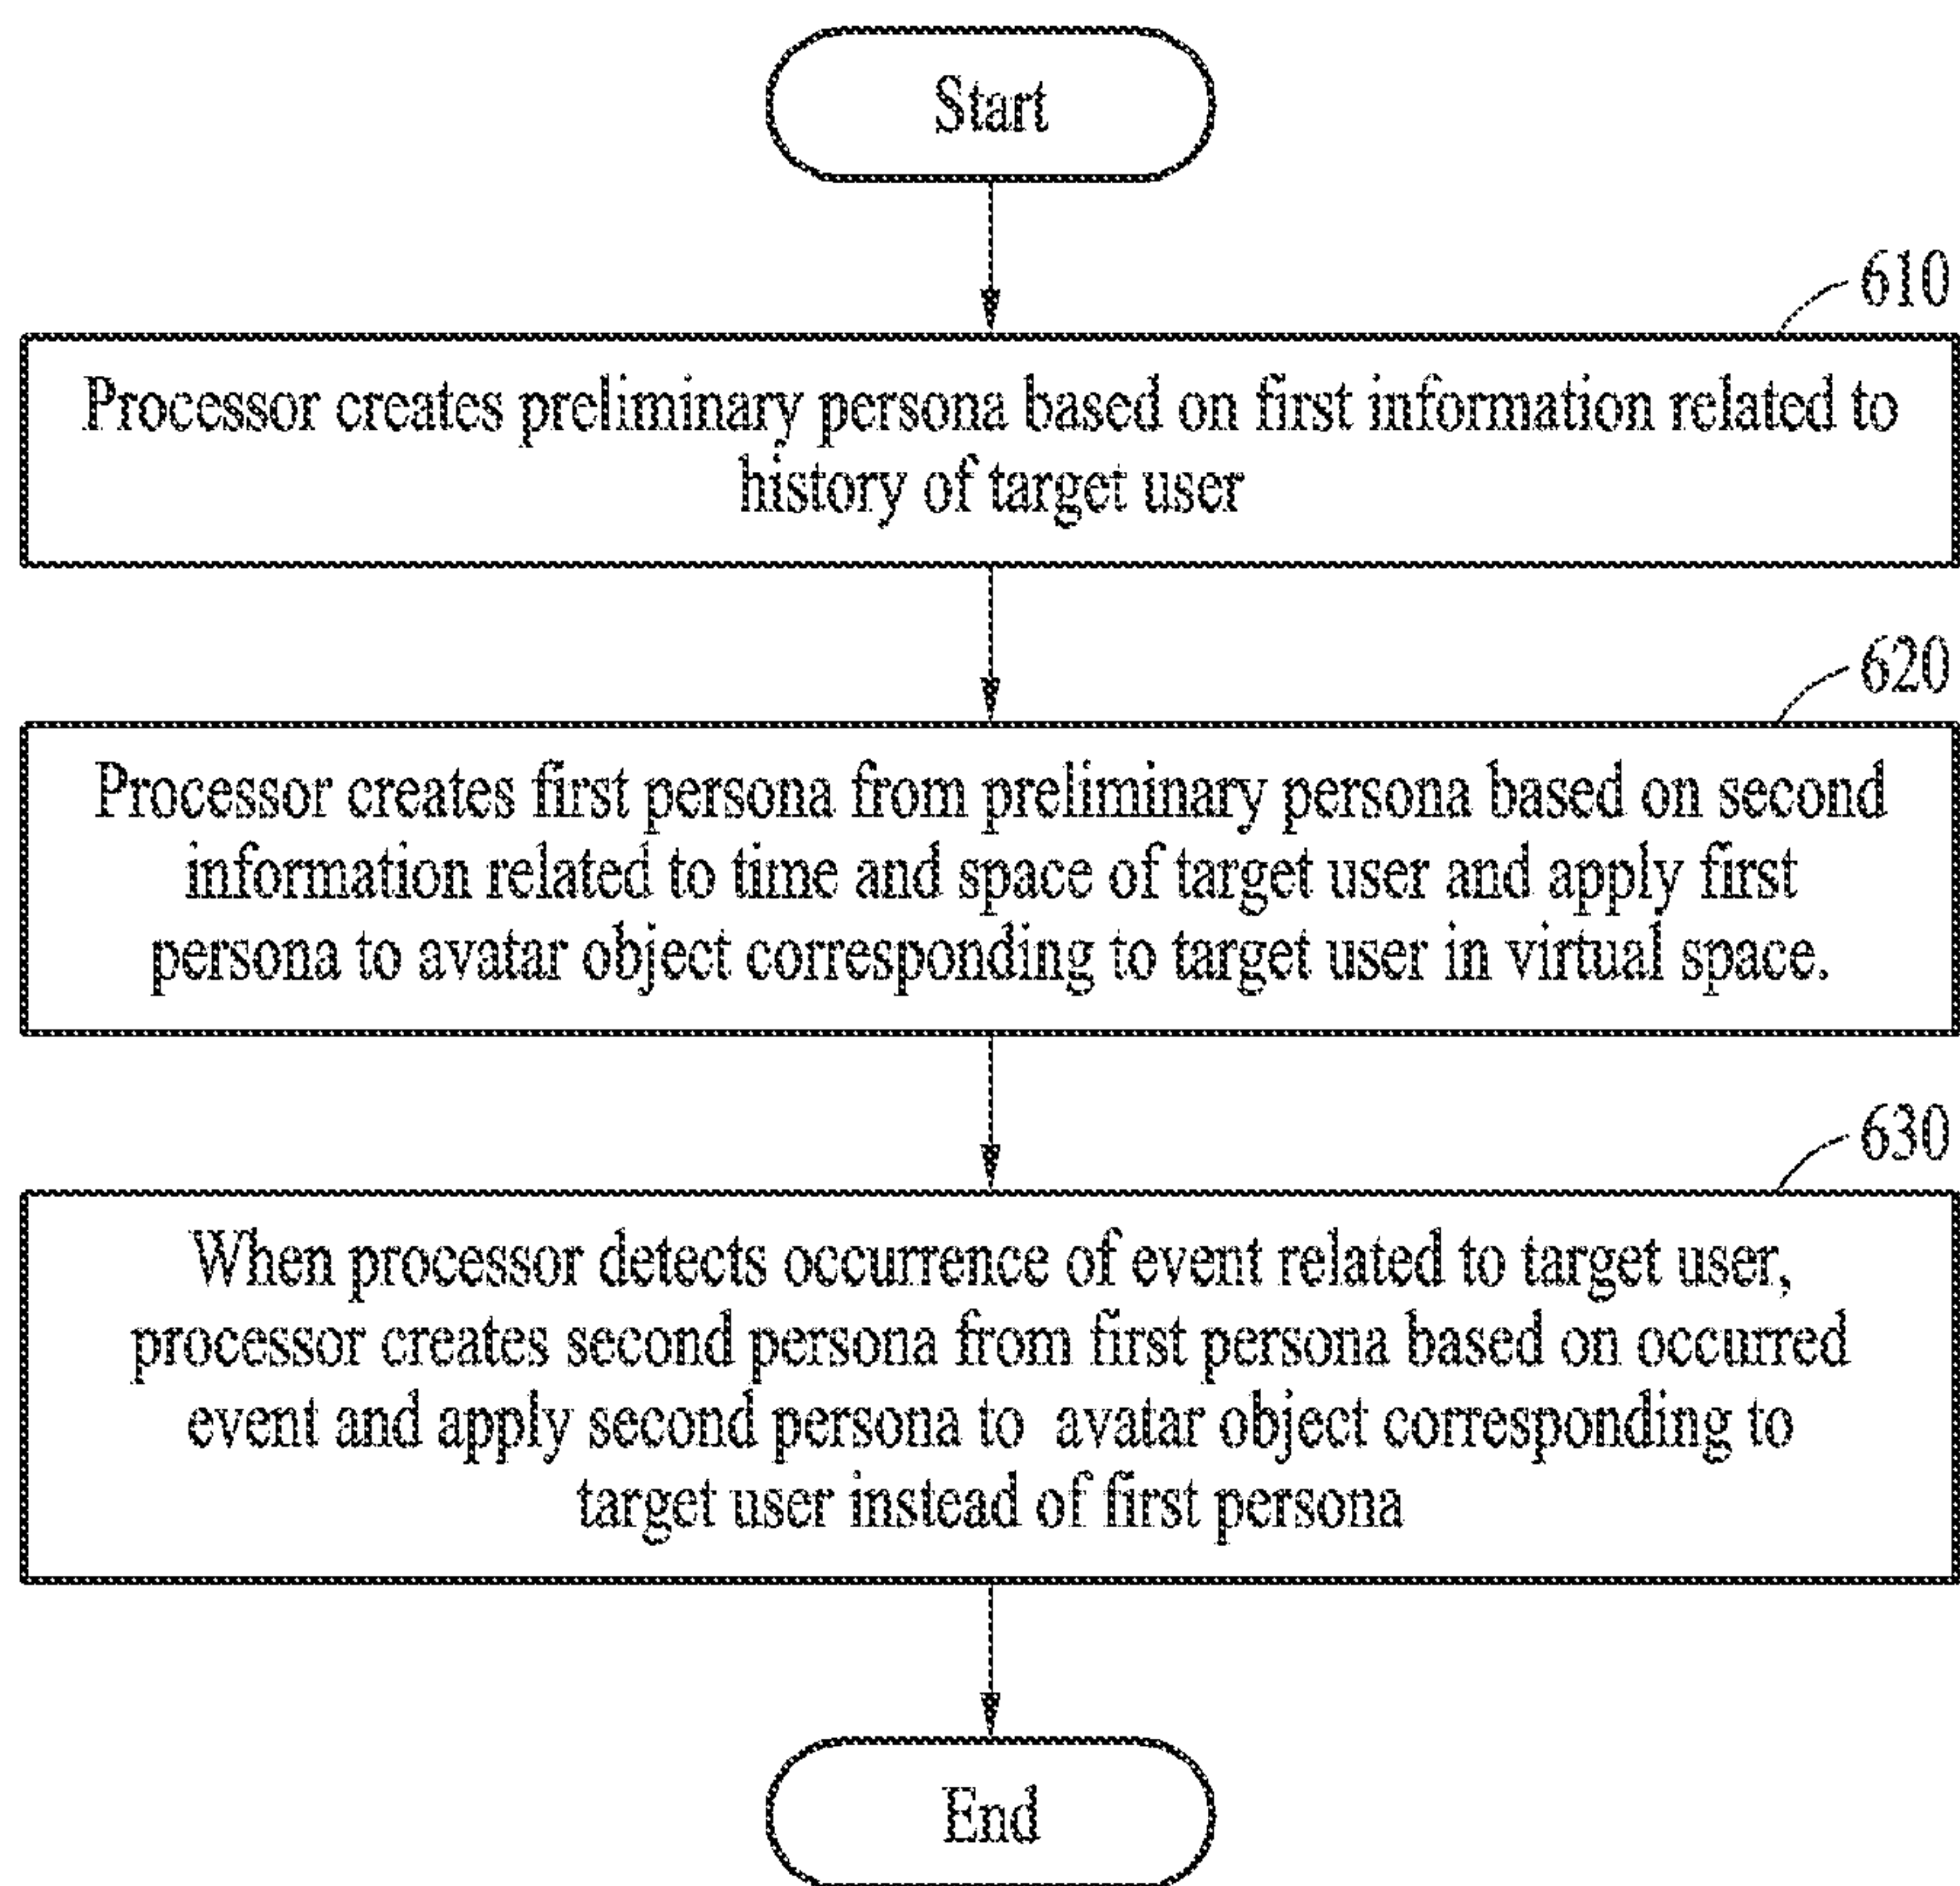 Start
610
Processor creates preliminary persona based on first information related to
history of target user
620
Processor creates first persona from preliminary persona based on second
information related to time and space of target user and apply first
persona to avatar object corresponding to target user in virtual space.
630
When processor detects occurrence of event related to target user,
processor creates second persona from first persona based on occurred
event and apply second persona to avatar object corresponding to
target user instead of first persona
End